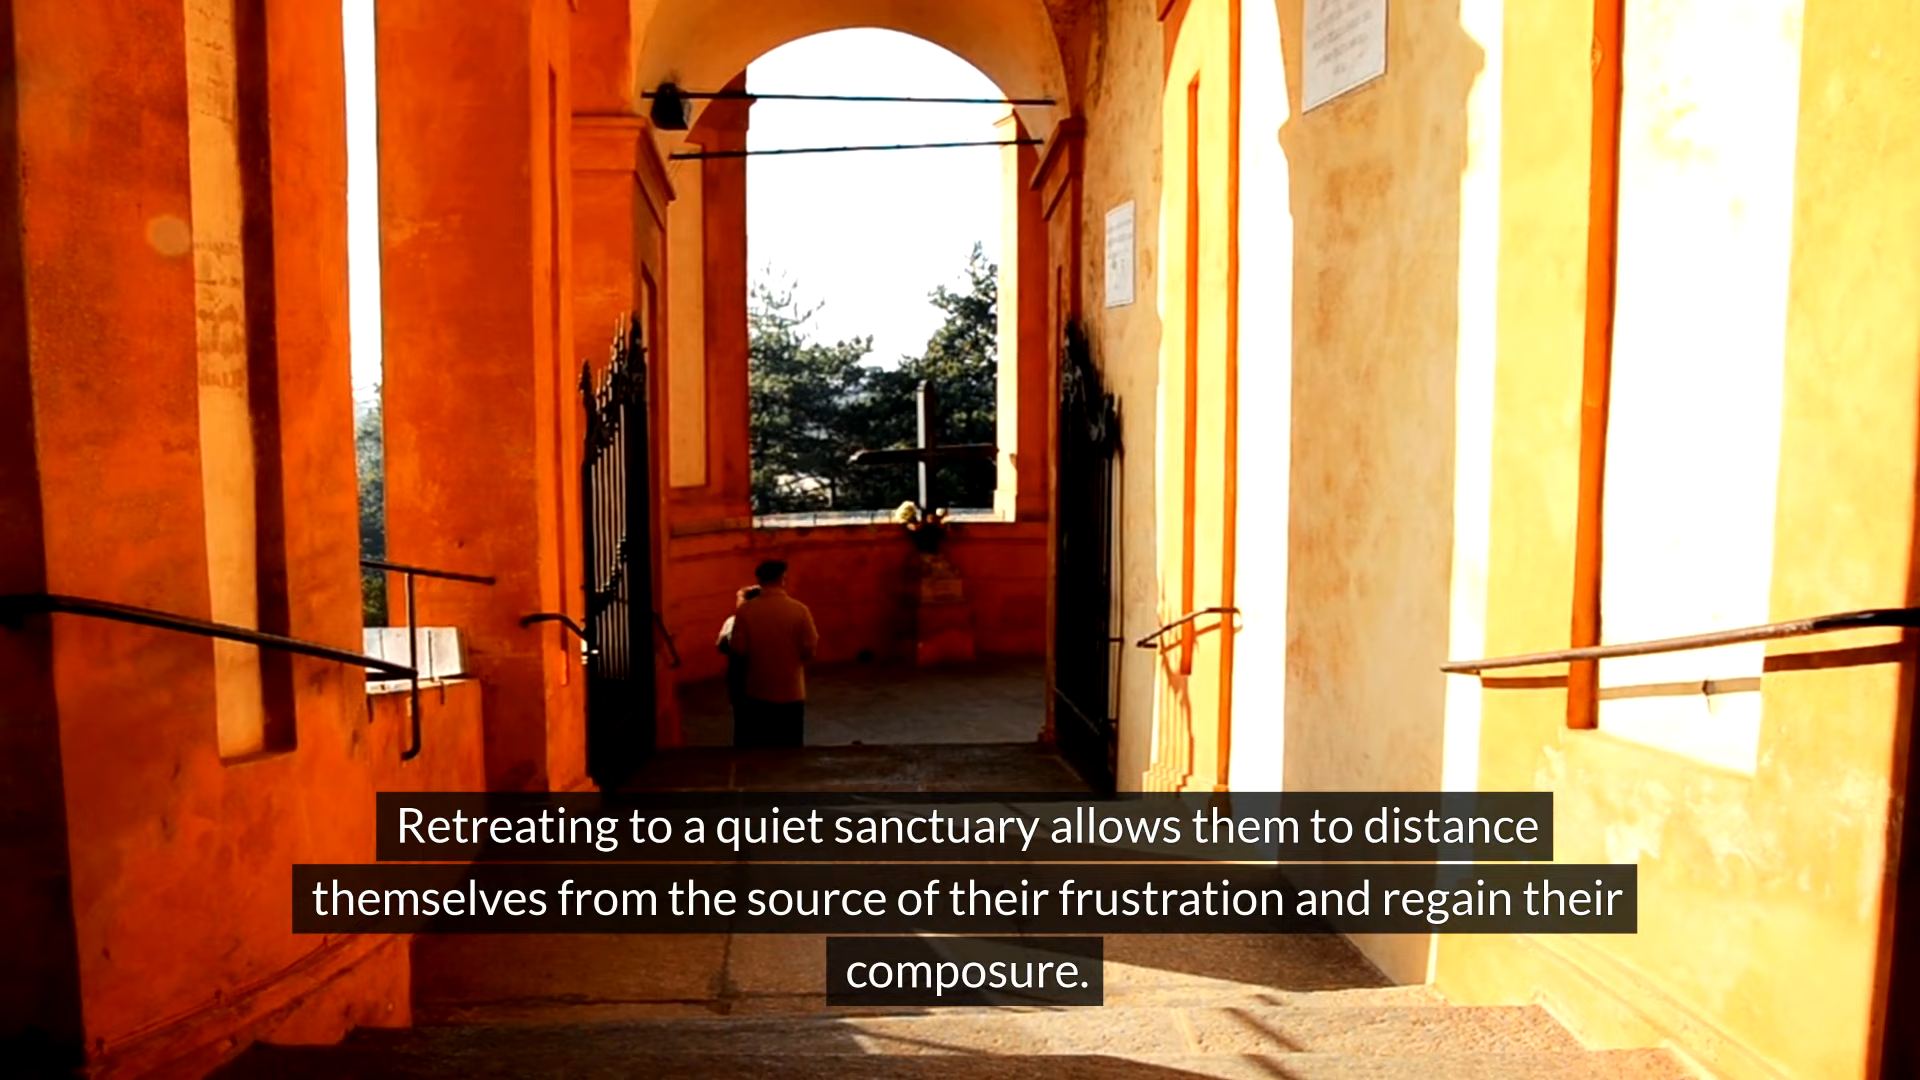 Retreating to a quiet sanctuary allows them to distance
themselves from the source of their frustration and regain their
composure.